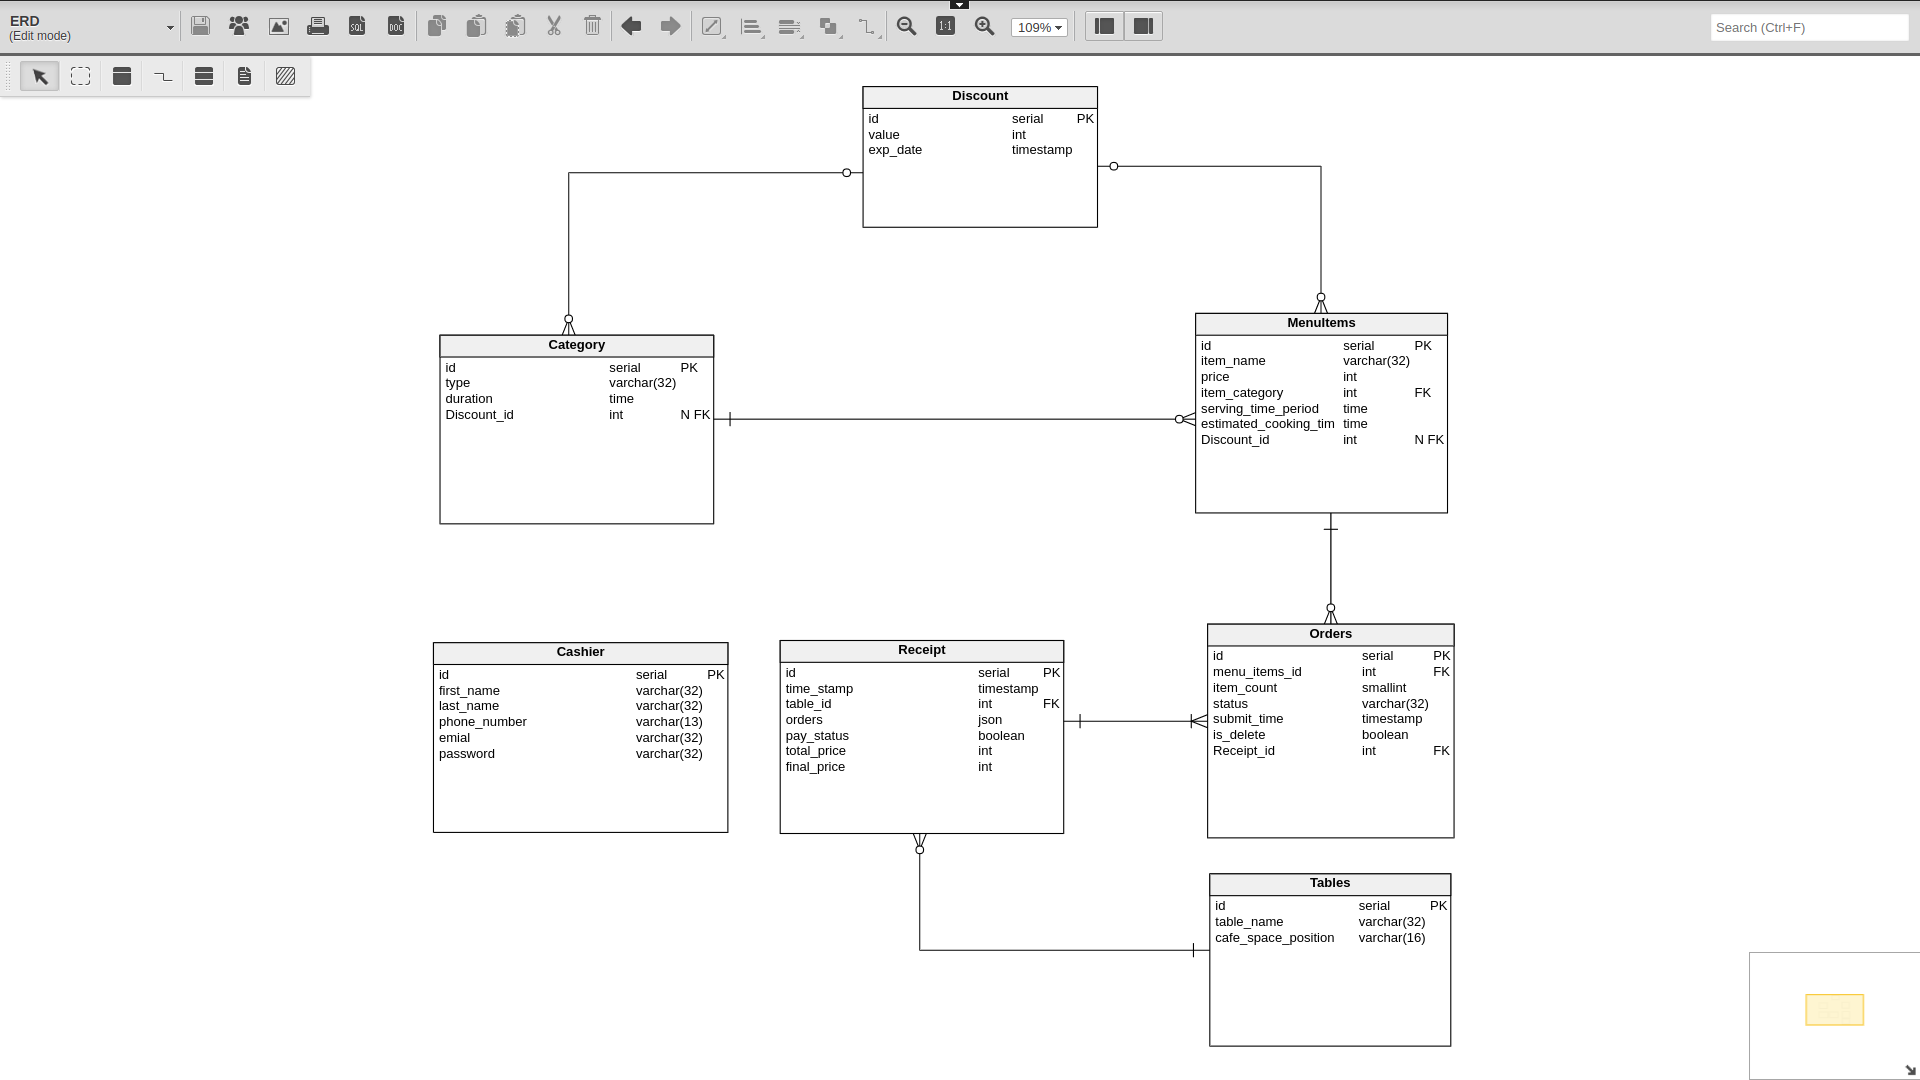 ERD
(Edit mode)
SQL
DOC
1:1
109%
Search (Ctrl+F)
Discount
id serial PK
value int
exp_date timestamp
Category
id serial PK
type varchar(32)
duration time
Discount_id int N FK
MenuItems
id serial PK
item_name varchar(32)
price int
item_category int FK
serving_time_period time
estimated_cooking_tim time
Discount_id int N FK
Cashier
id serial PK
first_name varchar(32)
last_name varchar(32)
phone_number varchar(13)
emial varchar(32)
password varchar(32)
Receipt
id serial PK
time_stamp timestamp
table_id int FK
orders json
pay_status boolean
total_price int
final_price int
Orders
id serial PK
menu_items_id int FK
item_count smallint
status varchar(32)
submit_time timestamp
is_delete boolean
Receipt_id int FK
Tables
id serial PK
table_name varchar(32)
cafe_space_position varchar(16)